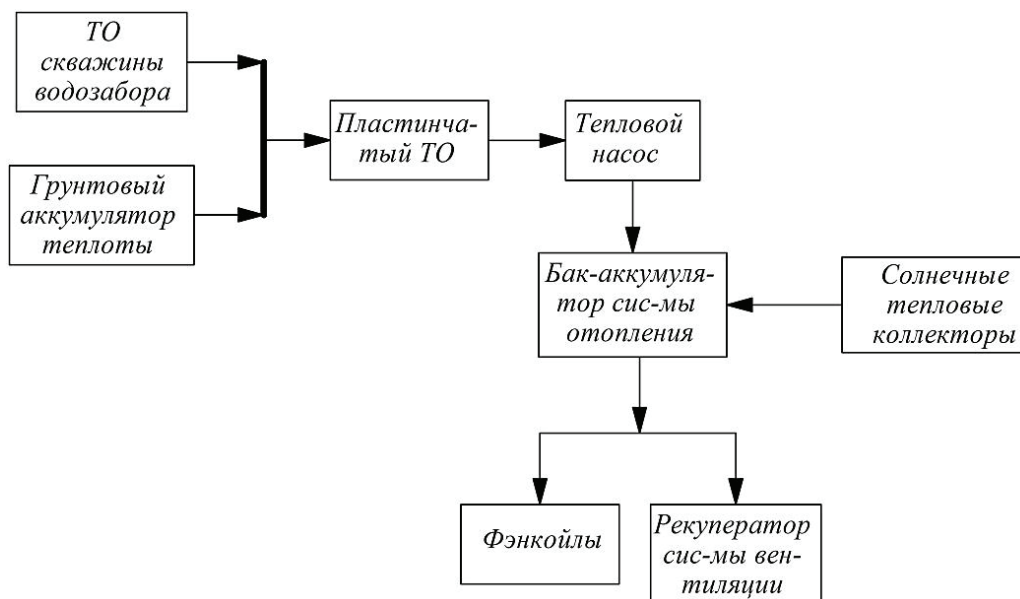 ТО
скважины
водозабора
Грунтовый
аккумулятор
теплоты
Пластинча-
тый ТО
Тепловой
насос
Бак-аккумуля-
тор сис-мы
отопления
Солнечные
тепловые
коллекторы
Фэнкойлы
Рекуператор
сис-мы вен-
тиляции